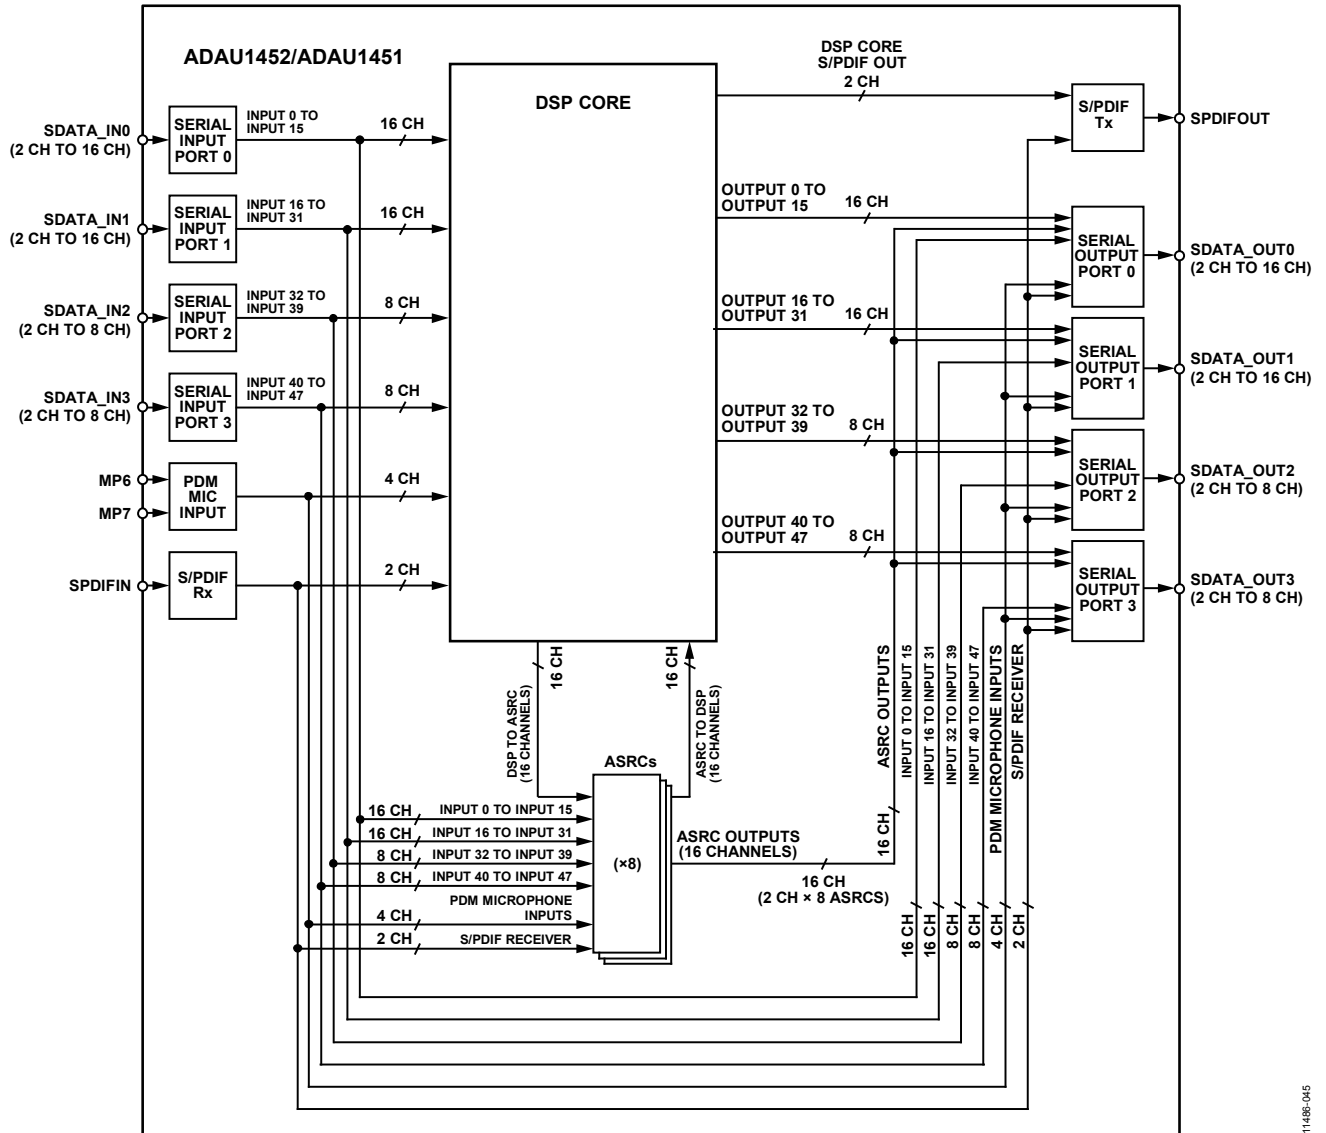 ADAU1452/ADAU1451
DSP CORE
DSP CORE
S/PDIF OUT
2 CH
S/PDIF
Tx
SPDIFOUT
SDATA_IN0
(2 CH TO 16 CH)
SERIAL
INPUT
PORT 0
INPUT 0 TO
INPUT 15
16 CH
SDATA_IN1
(2 CH TO 16 CH)
SERIAL
INPUT
PORT 1
INPUT 16 TO
INPUT 31
16 CH
SDATA_IN2
(2 CH TO 8 CH)
SERIAL
INPUT
PORT 2
INPUT 32 TO
INPUT 39
8 CH
SDATA_IN3
(2 CH TO 8 CH)
SERIAL
INPUT
PORT 3
INPUT 40 TO
INPUT 47
8 CH
MP6
MP7
PDM
MIC
INPUT
4 CH
SPDIFIN
S/PDIF
Rx
2 CH
OUTPUT 0 TO
OUTPUT 15
16 CH
SERIAL
OUTPUT
PORT 0
SDATA_OUT0
(2 CH TO 16 CH)
OUTPUT 16 TO
OUTPUT 31
16 CH
SERIAL
OUTPUT
PORT 1
SDATA_OUT1
(2 CH TO 16 CH)
OUTPUT 32 TO
OUTPUT 39
8 CH
SERIAL
OUTPUT
PORT 2
SDATA_OUT2
(2 CH TO 8 CH)
OUTPUT 40 TO
OUTPUT 47
8 CH
SERIAL
OUTPUT
PORT 3
SDATA_OUT3
(2 CH TO 8 CH)
16 CH
DSP TO ASRC
(16 CHANNELS)
16 CH
ASRC TO DSP
(16 CHANNELS)
ASRCs
(×8)
16 CH
INPUT 0 TO INPUT 15
16 CH
INPUT 16 TO INPUT 31
8 CH
INPUT 32 TO INPUT 39
8 CH
INPUT 40 TO INPUT 47
PDM MICROPHONE
INPUTS
4 CH
2 CH
S/PDIF RECEIVER
ASRC OUTPUTS
(16 CHANNELS)
16 CH
(2 CH × 8 ASRCS)
ASRC OUTPUTS
16 CH
INPUT 0 TO INPUT 15
16 CH
INPUT 16 TO INPUT 31
16 CH
INPUT 32 TO INPUT 39
8 CH
INPUT 40 TO INPUT 47
8 CH
PDM MICROPHONE INPUTS
4 CH
S/PDIF RECEIVER
2 CH
11486-045